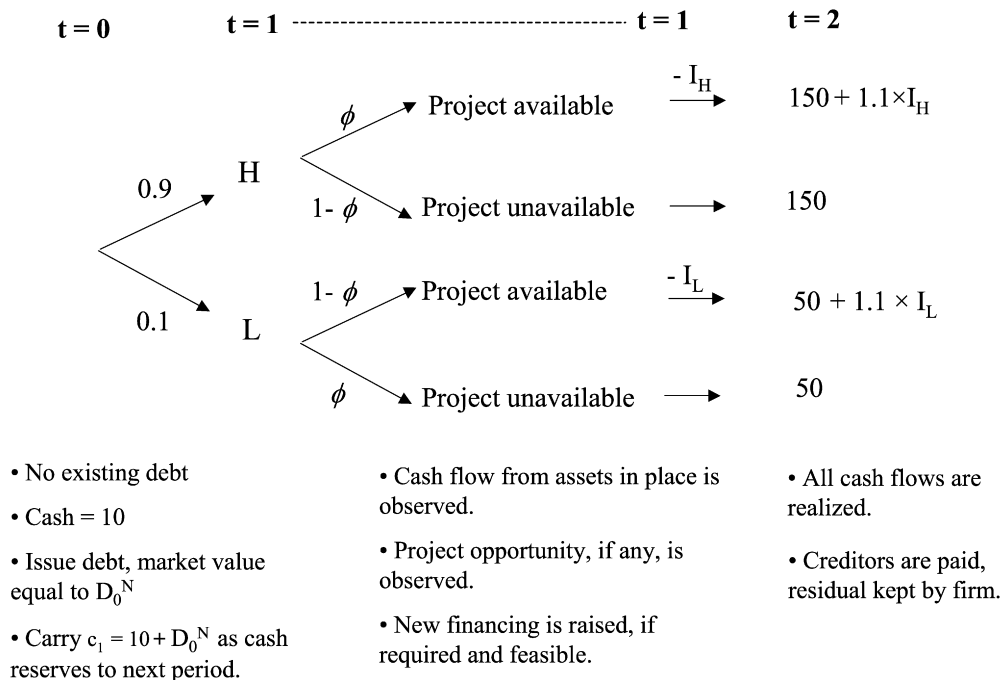 t = 0 t = 1 t = 1 t = 2
- I_H
ϕ Project available 150 + 1.1×I_H
H
0.9
1- ϕ Project unavailable 150
1- ϕ Project available - I_L 50 + 1.1 × I_L
0.1 L
ϕ Project unavailable 50
• No existing debt
• Cash = 10
• Issue debt, market value
equal to D_0^N
• Carry c_1 = 10 + D_0^N as cash
reserves to next period.
• Cash flow from assets in place is
observed.
• Project opportunity, if any, is
observed.
• New financing is raised, if
required and feasible.
• All cash flows are
realized.
• Creditors are paid,
residual kept by firm.